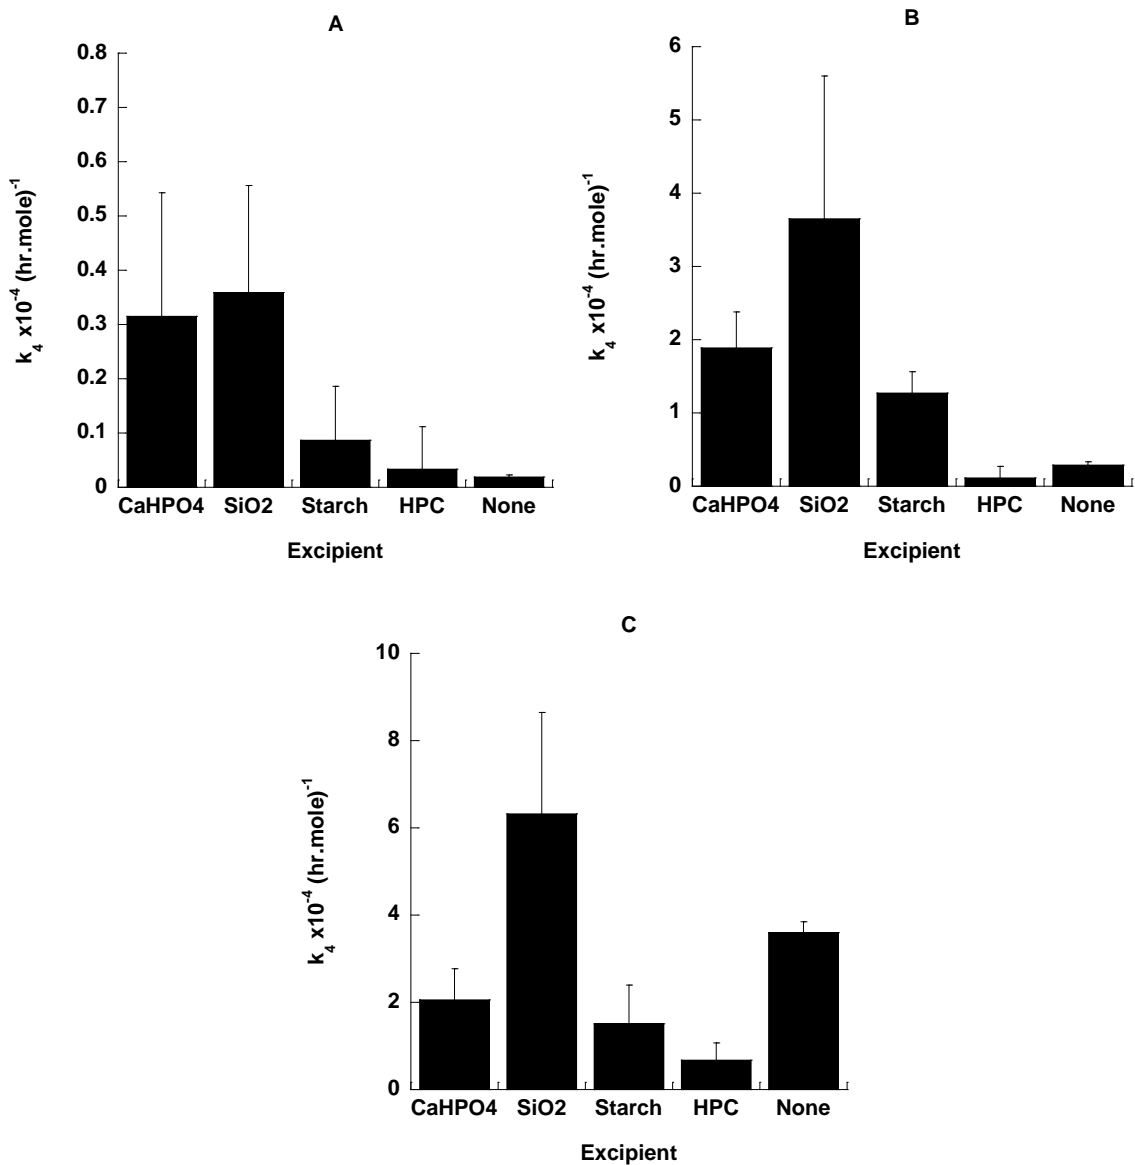 A
0.8
0.7
0.6
0.5
0.4
0.3
0.2
0.1
0
k₄ x10⁻⁴ (hr.mole)⁻¹
CaHPO4 SiO2 Starch HPC None
Excipient
B
6
5
4
3
2
1
0
k₄ x10⁻⁴ (hr.mole)⁻¹
CaHPO4 SiO2 Starch HPC None
Excipient
C
10
8
6
4
2
0
k₄ x10⁻⁴ (hr.mole)⁻¹
CaHPO4 SiO2 Starch HPC None
Excipient